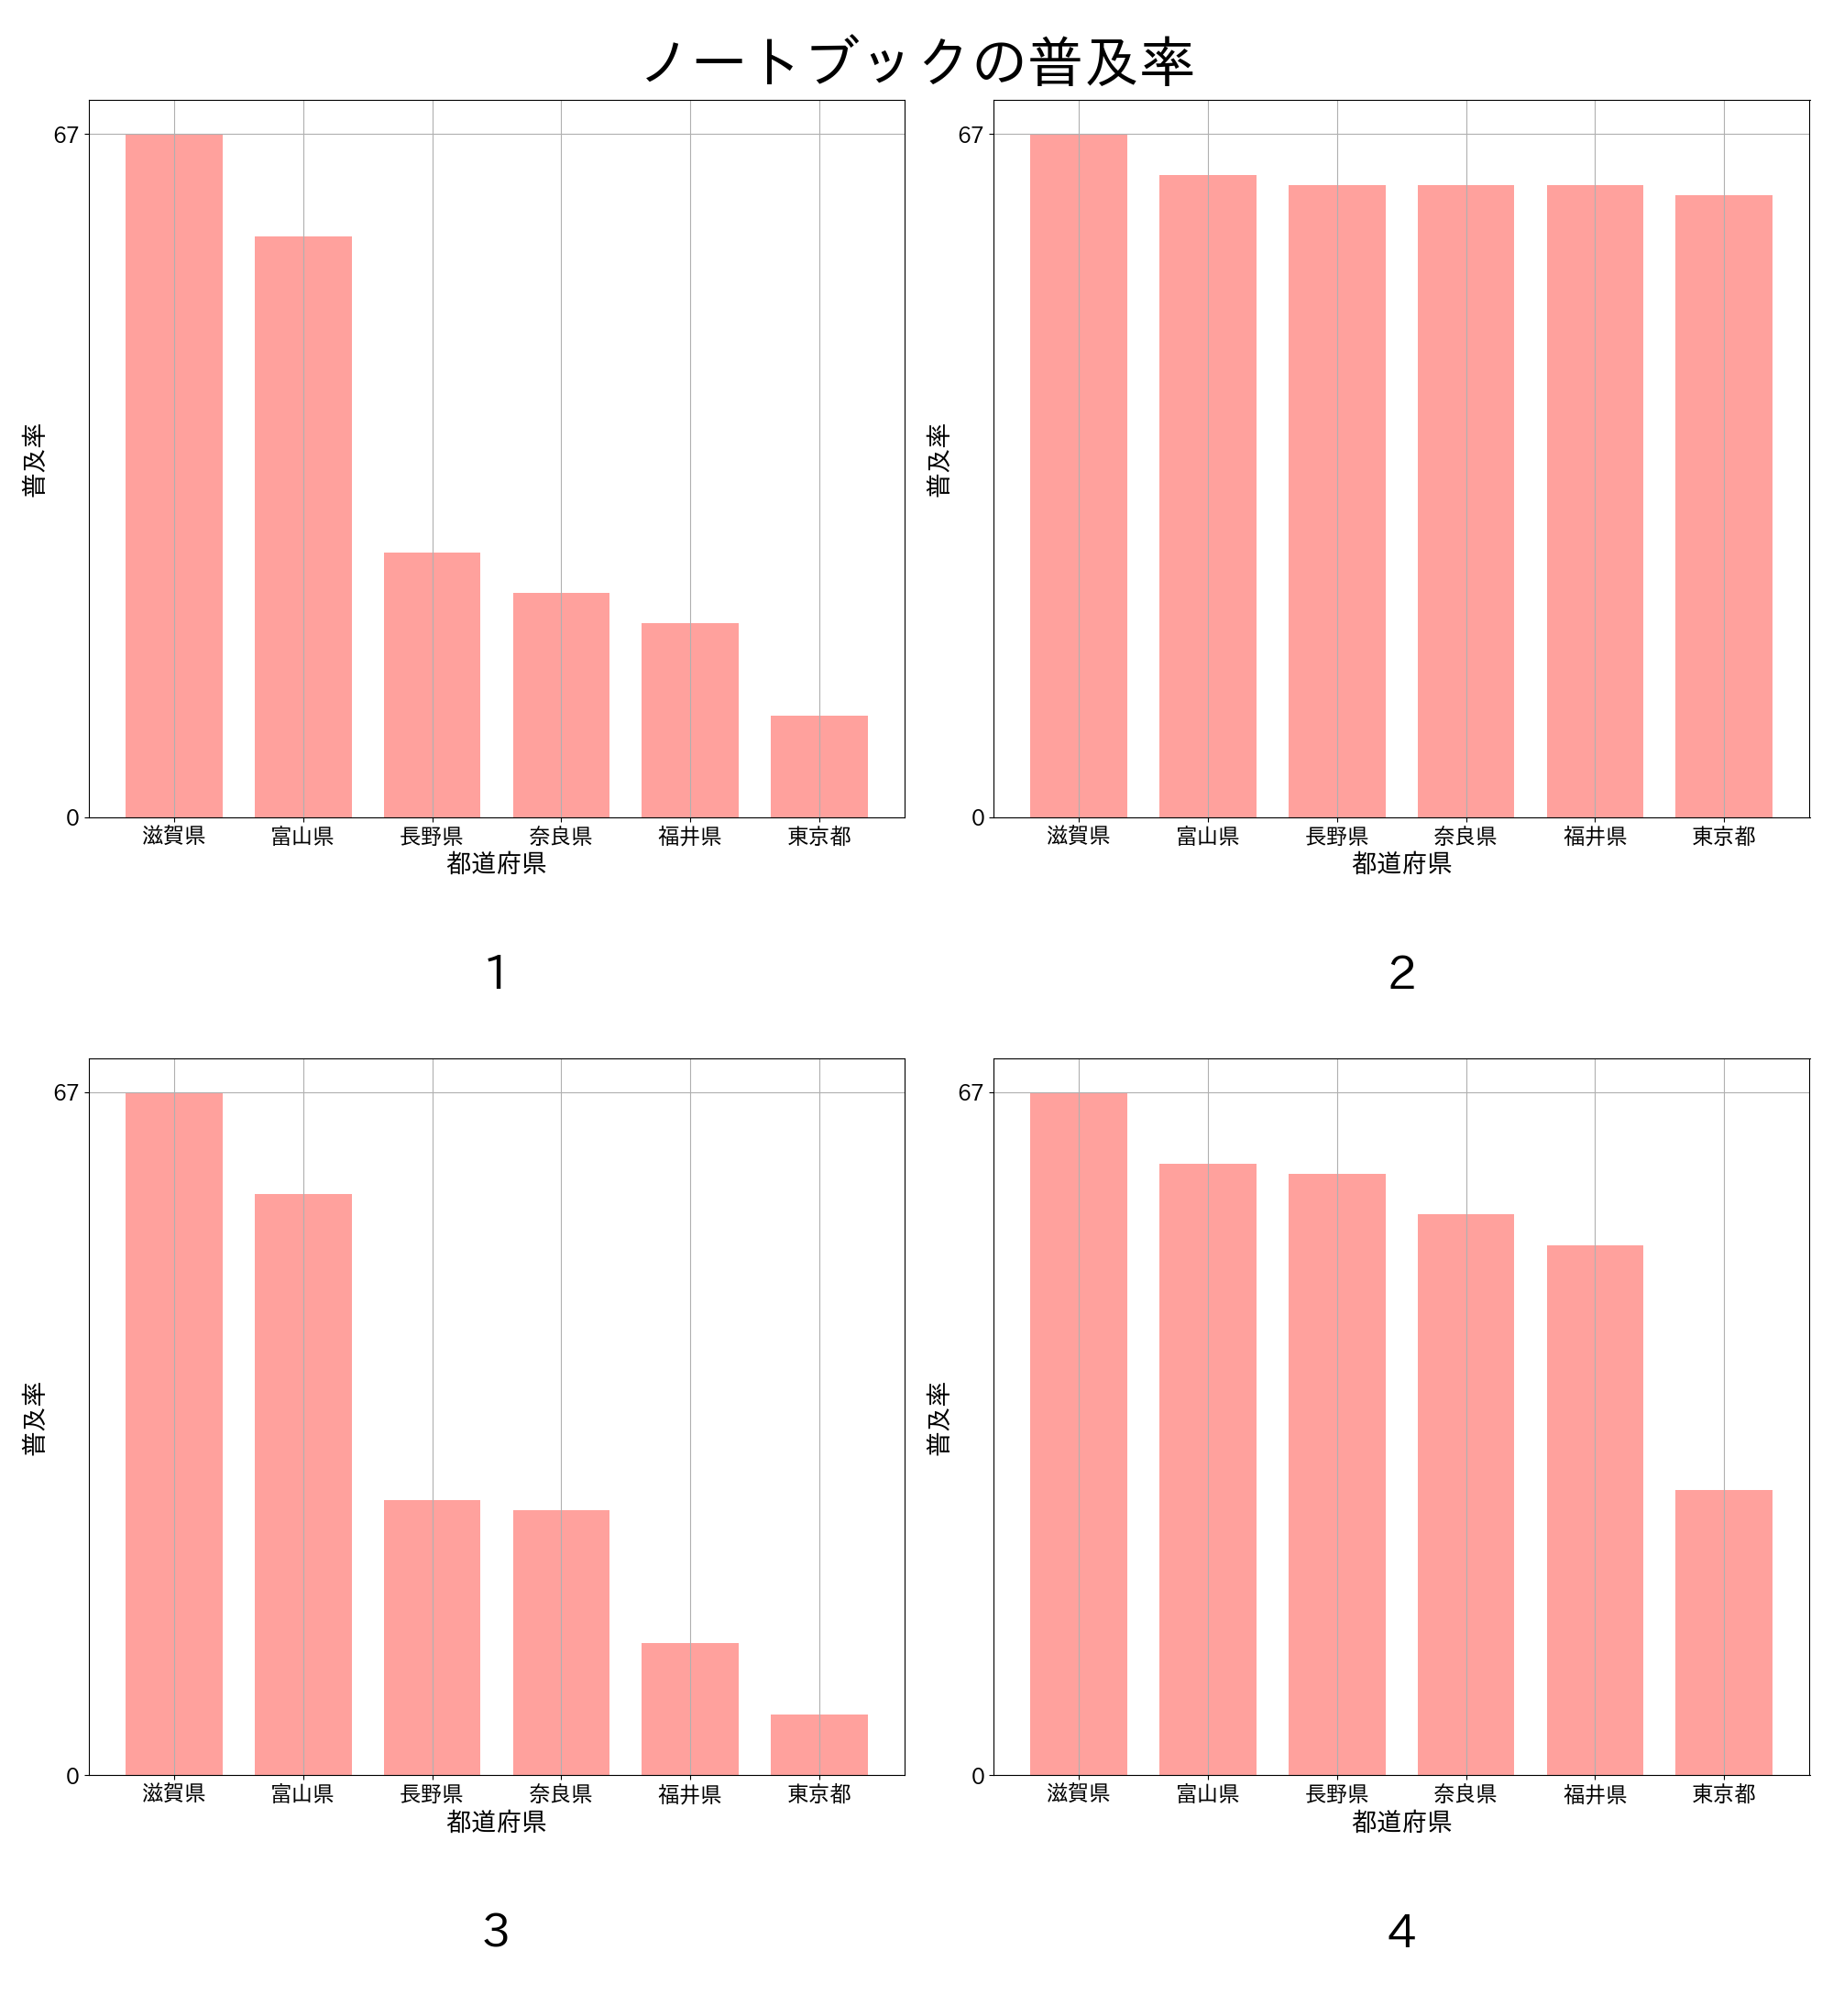 ノートブックの普及率
67
0
普及率
滋賀県 富山県 長野県 奈良県 福井県 東京都
都道府県
1
67
0
普及率
滋賀県 富山県 長野県 奈良県 福井県 東京都
都道府県
2
67
0
普及率
滋賀県 富山県 長野県 奈良県 福井県 東京都
都道府県
3
67
0
普及率
滋賀県 富山県 長野県 奈良県 福井県 東京都
都道府県
4